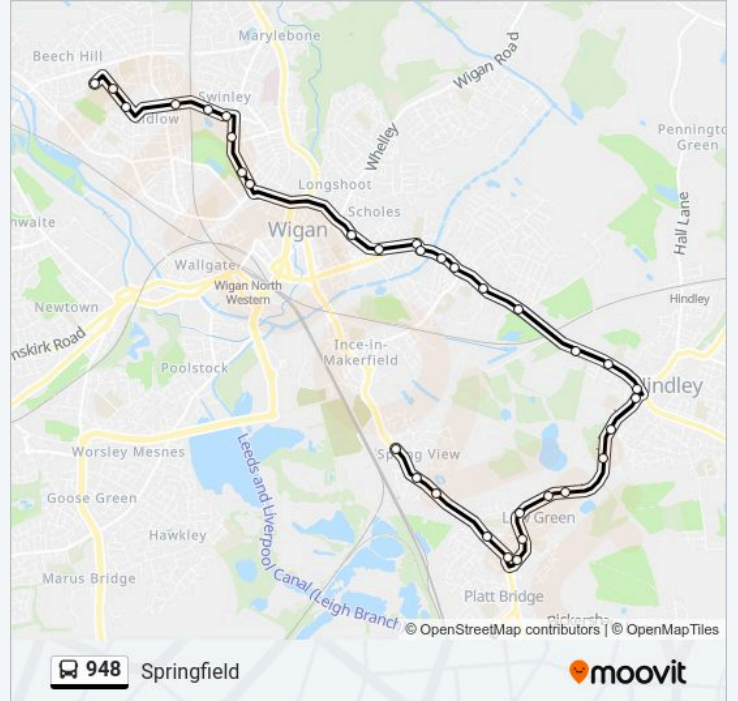 Marylebone
Beech Hill
Wigan Road
Swinley
Whelley
Pennington
Green
Longshoot
Scholes
Hall Lane
Wigan
Wallgate
Wigan North
Western
Hindley
Newtown
Ince-in-
Makerfield
Poolstock
Hindley
Worsley Mesnes
Spring View
Goose Green
Leeds and Liverpool Canal (Leigh Branch
Hawkley
Low Green
Marus Bridge
Platt Bridge
© OpenStreetMap contributors | © OpenMapTiles
948 Springfield
moovit